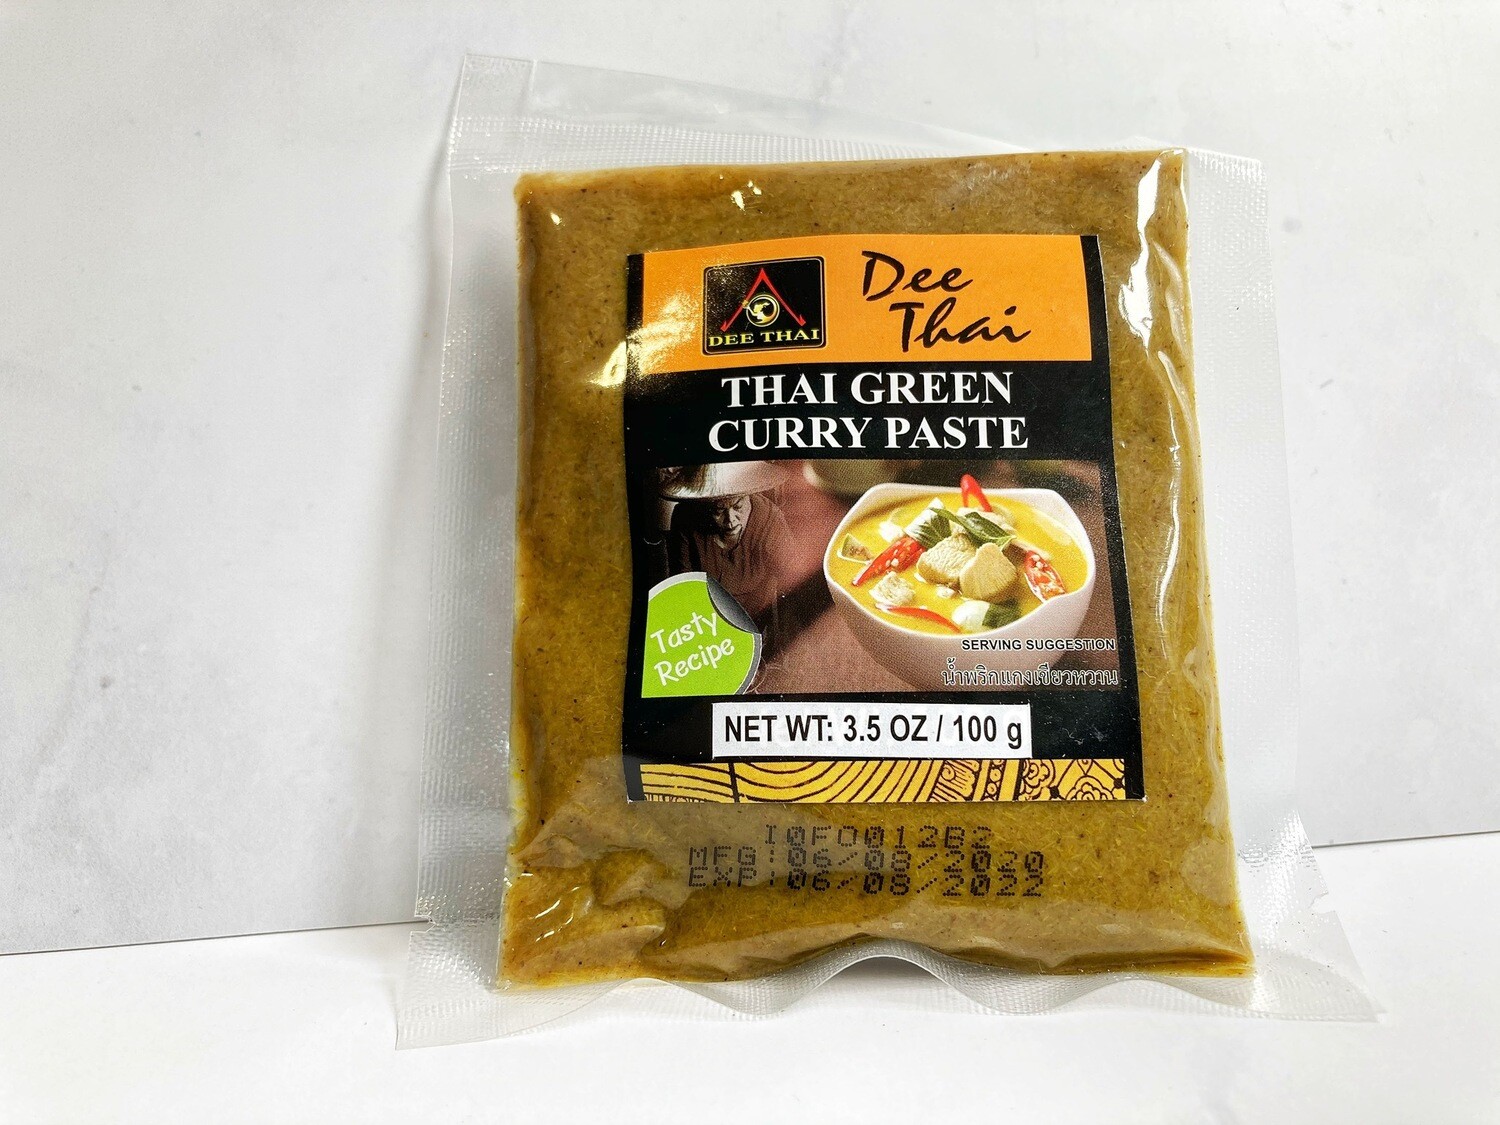 DEE THAI
Dee
Thai
THAI GREEN
CURRY PASTE
Tasty
Recipe
SERVING SUGGESTION
น้ำพริกแกงเขียวหวาน
NET WT: 3.5 OZ / 100 g
I0F00012B2
MFG:06/08/2020
EXP:06/08/2022